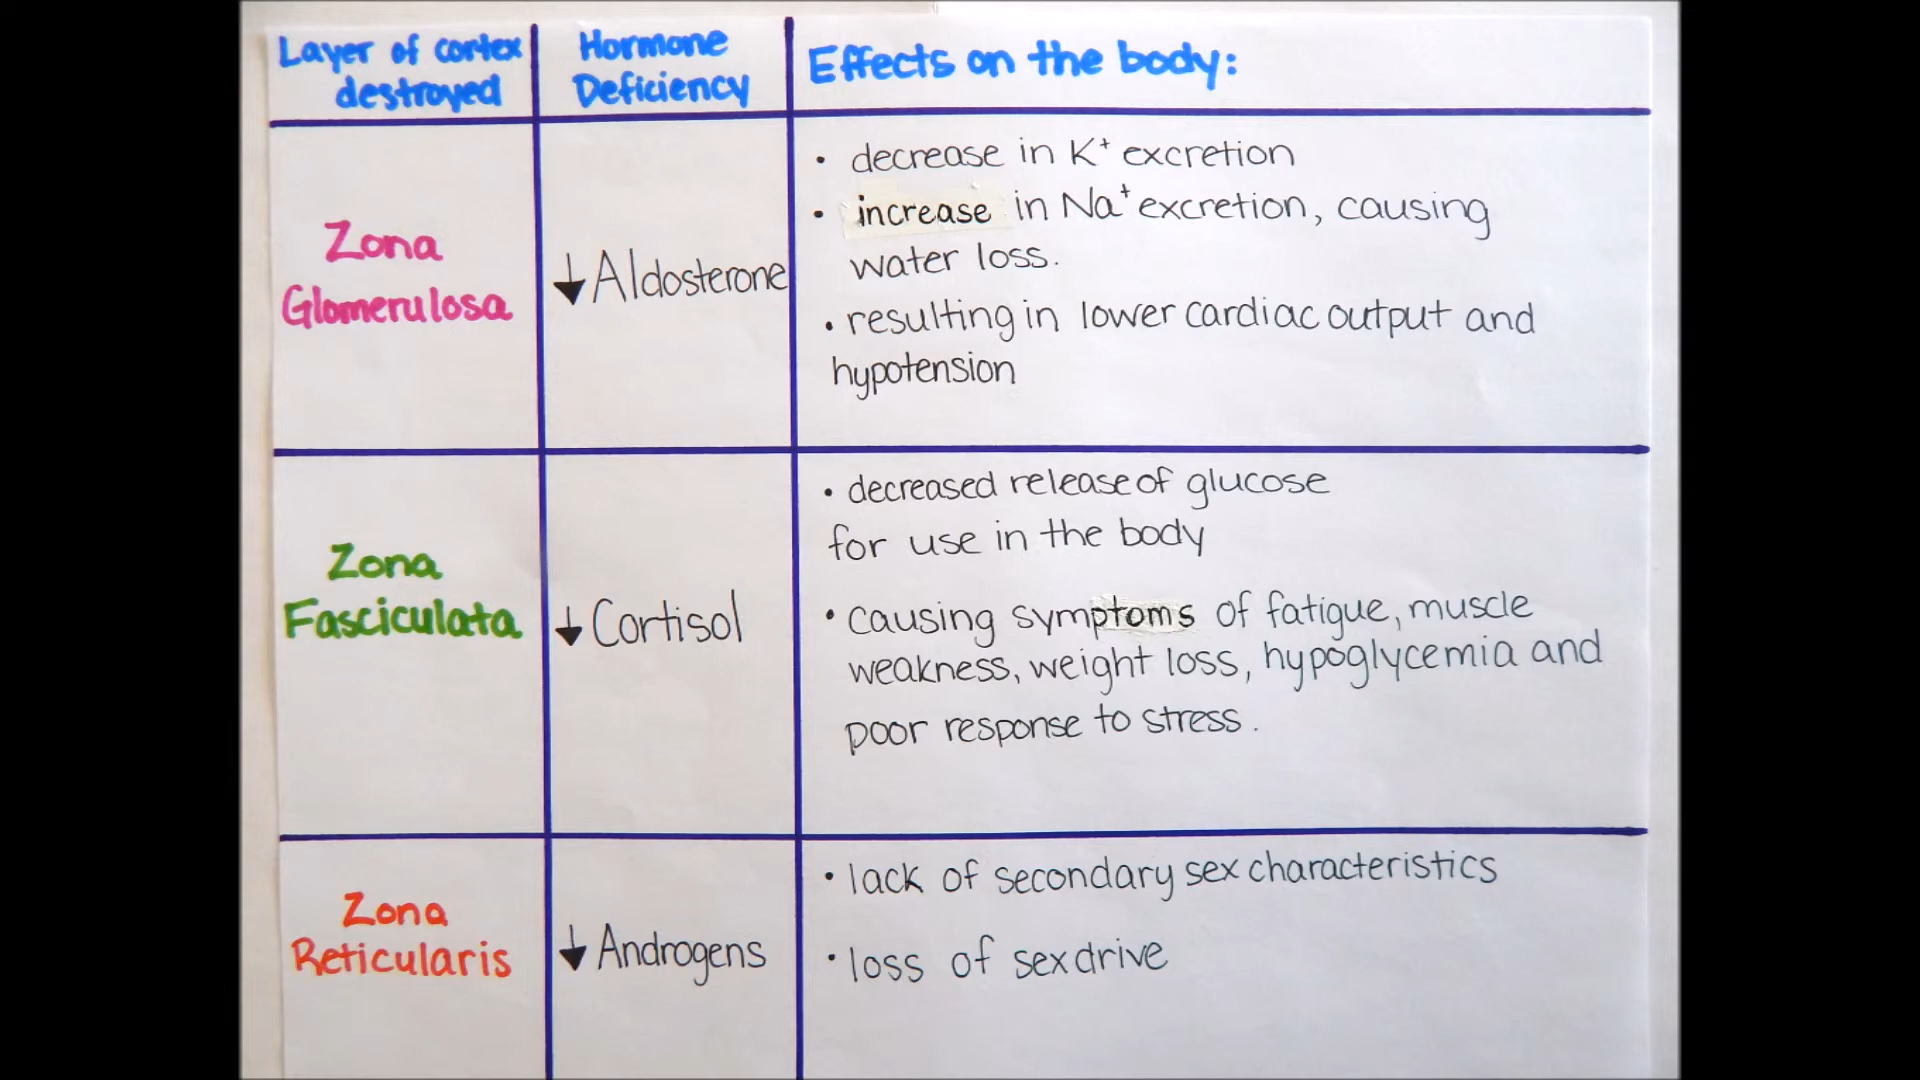 Layer of cortex
destroyed
Hormone
Deficiency
Effects on the body:
Zona
Glomerulosa
↓ Aldosterone
• decrease in K⁺ excretion
• increase in Na⁺ excretion, causing
water loss.
• resulting in lower cardiac output and
hypotension
Zona
Fasciculata
↓ Cortisol
• decreased release of glucose
for use in the body
• causing symptoms of fatigue, muscle
weakness, weight loss, hypoglycemia and
poor response to stress.
Zona
Reticularis
↓ Androgens
• lack of secondary sex characteristics
• loss of sex drive